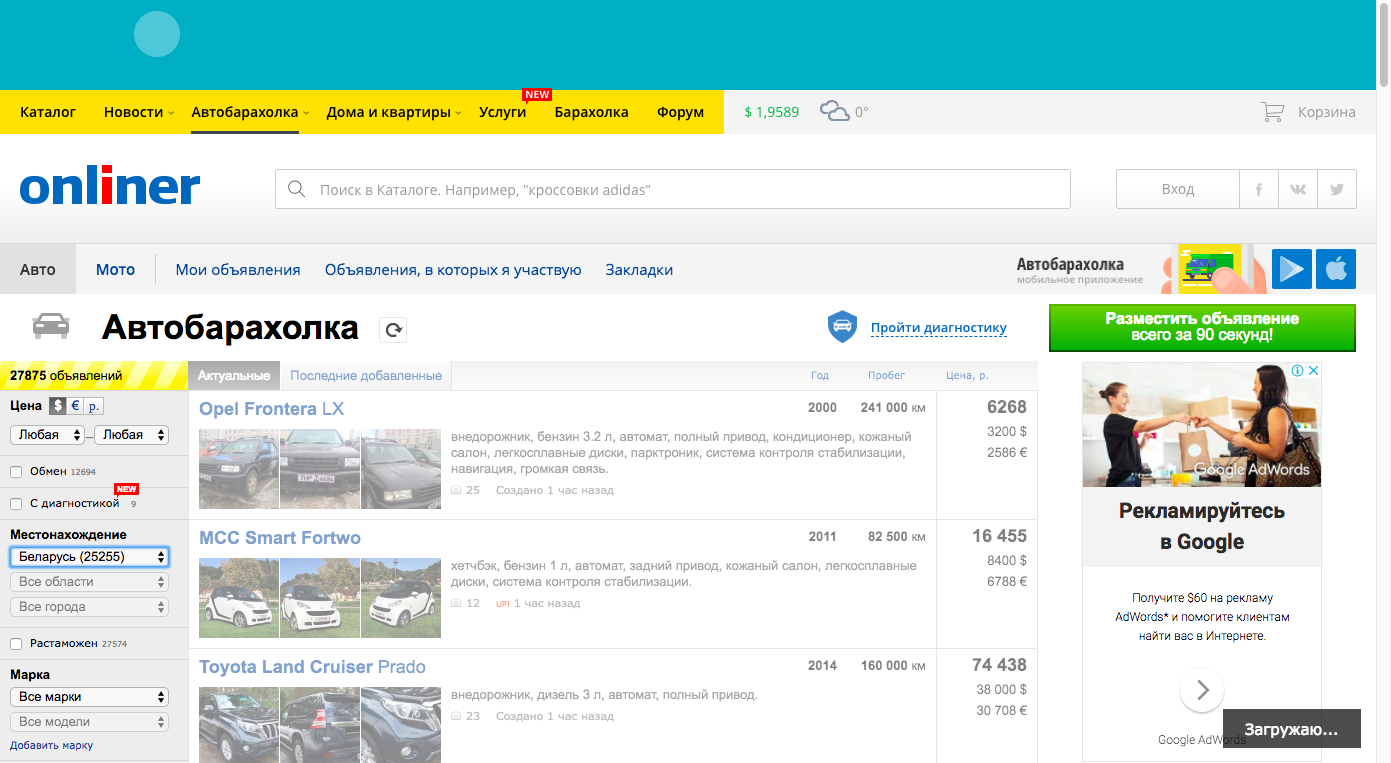 Каталог Новости Автобарахолка Дома и квартиры Услуги NEW Барахолка Форум $ 1,9589 0° Корзина
onliner Поиск в Каталоге. Например, "кроссовки adidas" Вход
Авто Мото Мои объявления Объявления, в которых я участвую Закладки Автобарахолка
мобильное приложение
Автобарахолка Пройти диагностику
Разместить объявление
всего за 90 секунд!
27875 объявлений Актуальные Последние добавленные Год Пробег Цена, р.
Цена $ € р.
Любая – Любая
Обмен 12694
С диагностикой NEW 9
Местонахождение
Беларусь (25255)
Все области
Все города
Растаможен 27574
Марка
Все марки
Все модели
Добавить марку
Opel Frontera LX 2000 241 000 км 6268
3200 $
2586 €
внедорожник, бензин 3.2 л, автомат, полный привод, кондиционер, кожаный
салон, легкосплавные диски, парктроник, система контроля стабилизации,
навигация, громкая связь.
25 Создано 1 час назад
MCC Smart Fortwo 2011 82 500 км 16 455
8400 $
6788 €
хетчбэк, бензин 1 л, автомат, задний привод, кожаный салон, легкосплавные
диски, система контроля стабилизации.
12 UP! 1 час назад
Toyota Land Cruiser Prado 2014 160 000 км 74 438
38 000 $
30 708 €
внедорожник, дизель 3 л, автомат, полный привод.
23 Создано 1 час назад
Google AdWords
Рекламируйтесь
в Google
Получите $60 на рекламу
AdWords* и помогите клиентам
найти вас в Интернете.
Google AdWords
Загружаю...